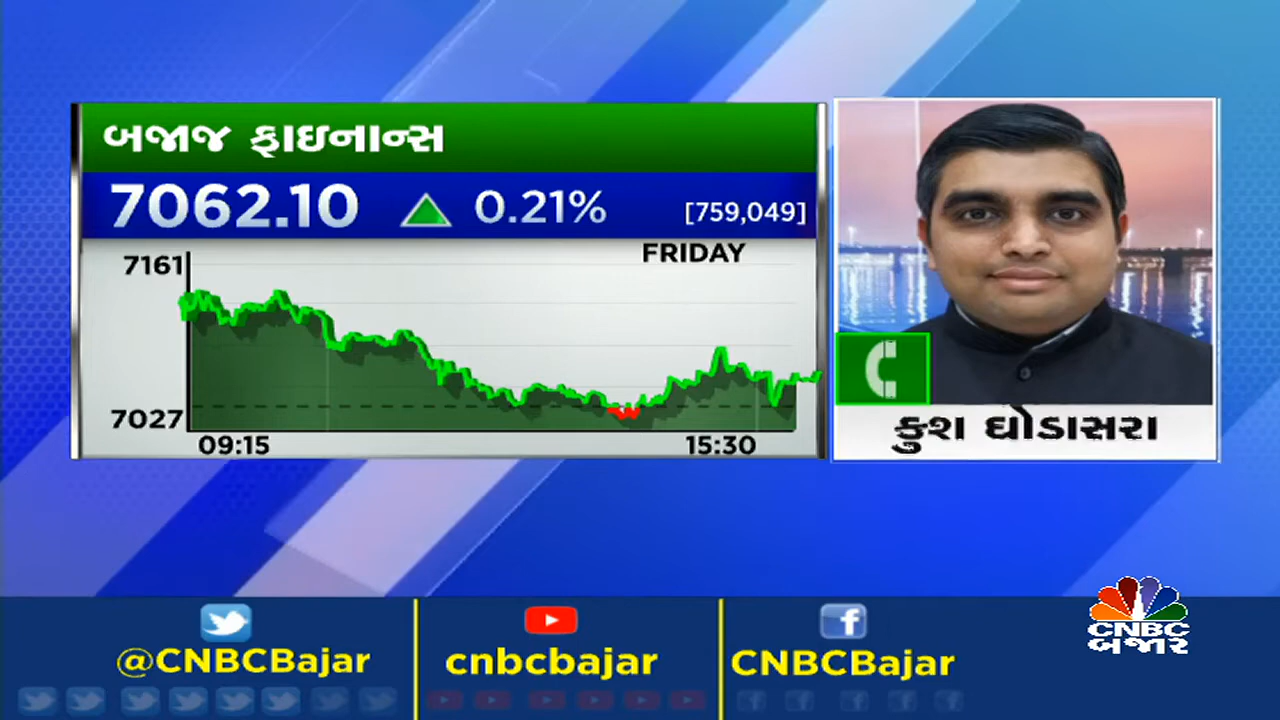 બજાજ ફાઇનાન્સ
7062.10 0.21% [759,049]
FRIDAY
7161
7027
09:15 15:30
કુશ ઘોડાસરા
@CNBCBajar
cnbcbajar
CNBCBajar
CNBC
બજાર